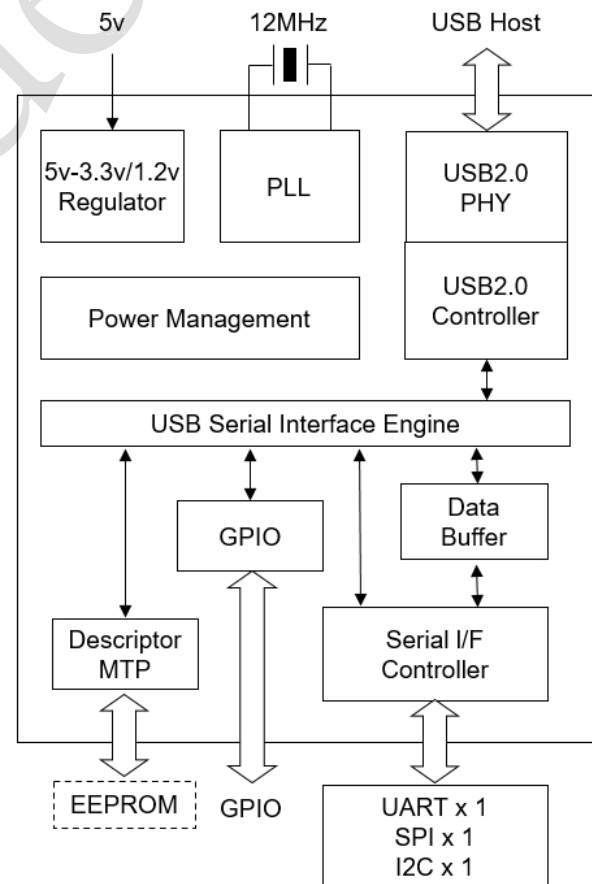 5v
12MHz
USB Host
5v-3.3v/1.2v
Regulator
PLL
USB2.0
PHY
USB2.0
Controller
Power Management
USB Serial Interface Engine
GPIO
Data
Buffer
Descriptor
MTP
Serial I/F
Controller
EEPROM
GPIO
UART x 1
SPI x 1
I2C x 1